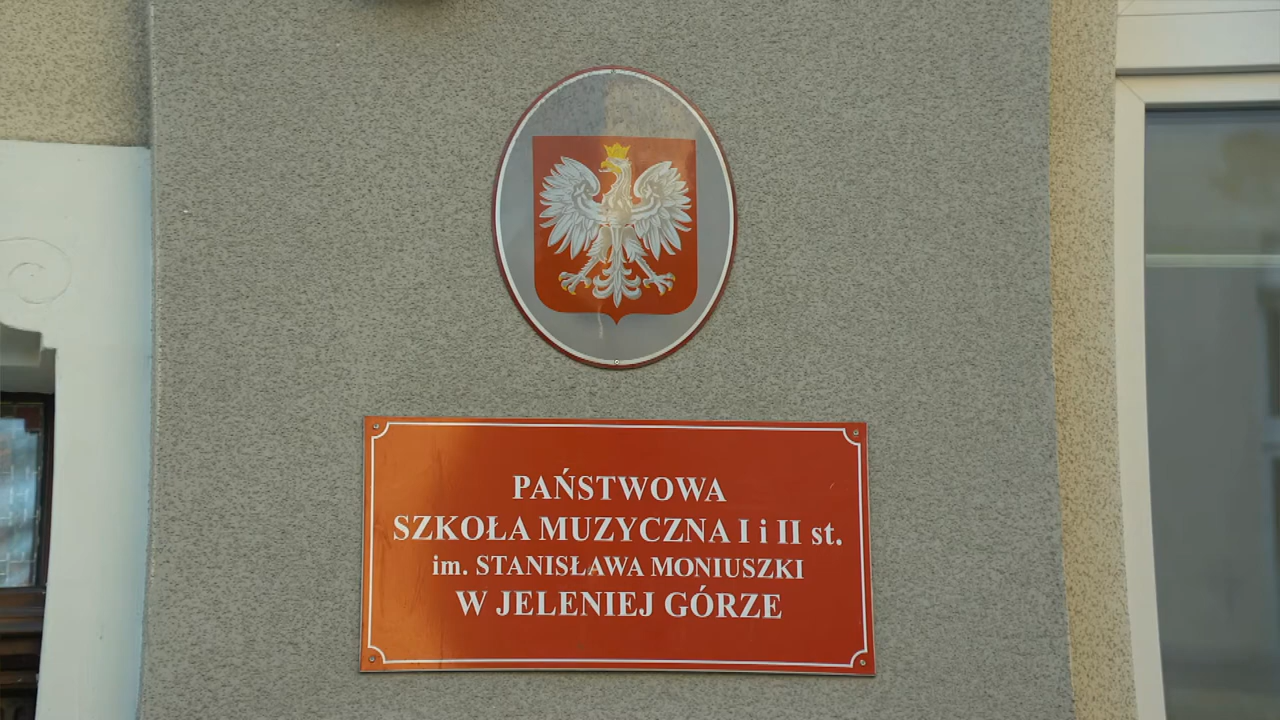 PAŃSTWOWA
SZKOŁA MUZYCZNA I i II st.
im. STANISŁAWA MONIUSZKI
W JELENIEJ GÓRZE